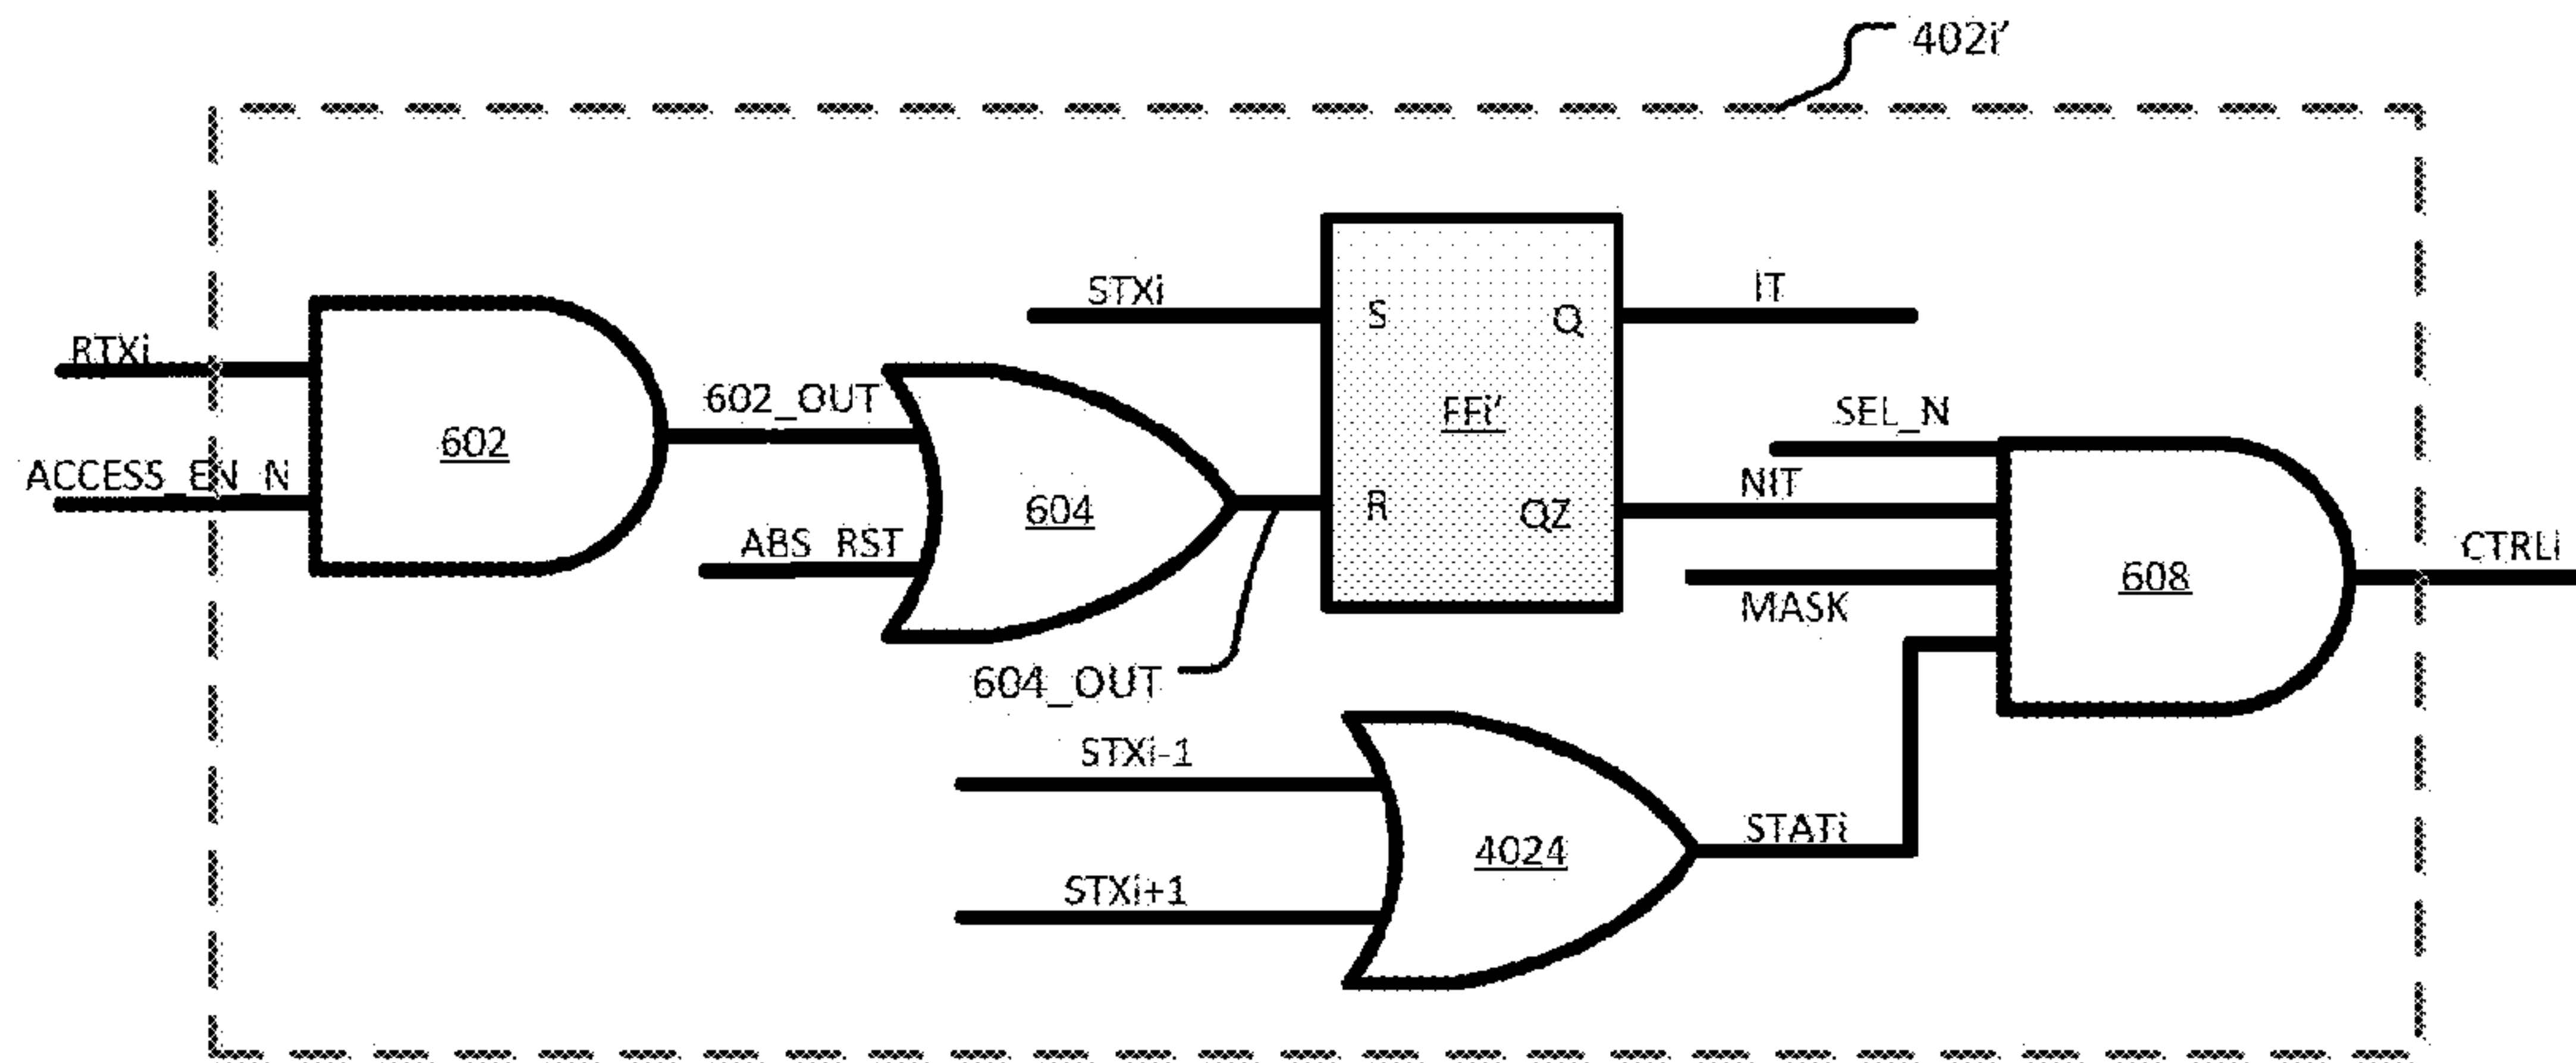 402i'
RTXi
ACCESS_EN_N
602
602_OUT
ABS_RST
604
604_OUT
STXi
S
Q
IT
FFi'
R
QZ
NIT
SEL_N
MASK
608
CTRLi
STXi-1
STXi+1
4024
STATi